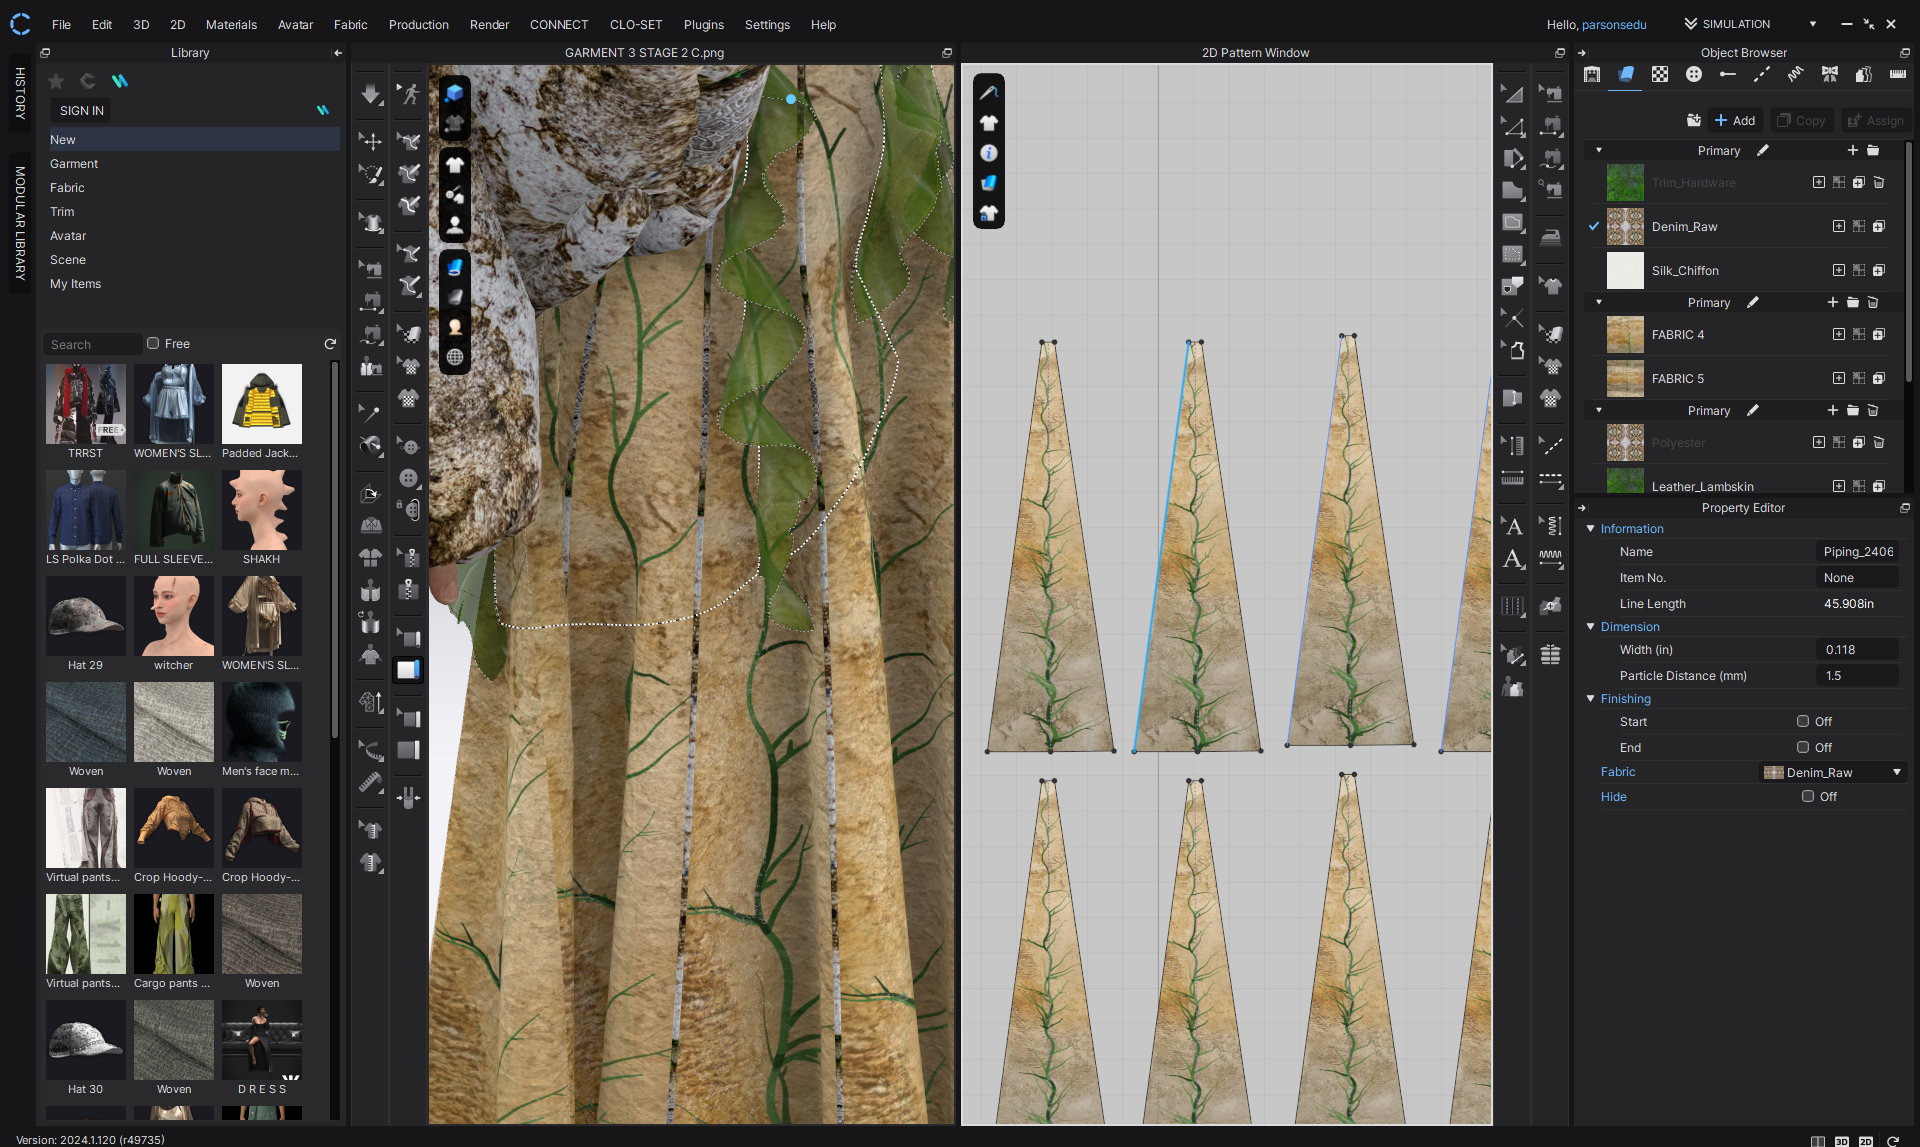 File Edit 3D 2D Materials Avatar Fabric Production Render CONNECT CLO-SET Plugins Settings Help
Hello, parsonsedu
SIMULATION
HISTORY
MODULAR LIBRARY
Library
SIGN IN
New
Garment
Fabric
Trim
Avatar
Scene
My Items
Search
Free
FREE
TRRST
WOMEN'S SL...
Padded Jack...
LS Polka Dot ...
FULL SLEEVE...
SHAKH
Hat 29
witcher
WOMEN'S SL...
Woven
Woven
Men's face m...
Virtual pants...
Crop Hoody-...
Crop Hoody-...
Virtual pants...
Cargo pants ...
Woven
Hat 30
Woven
D R E S S
Version: 2024.1.120 (r49735)
GARMENT 3 STAGE 2 C.png
2D Pattern Window
Object Browser
Add
Copy
Assign
Primary
Trim_Hardware
Denim_Raw
Silk_Chiffon
Primary
FABRIC 4
FABRIC 5
Primary
Polyester
Leather_Lambskin
Property Editor
Information
Name Piping_2406
Item No. None
Line Length 45.908in
Dimension
Width (in) 0.118
Particle Distance (mm) 1.5
Finishing
Start Off
End Off
Fabric Denim_Raw
Hide Off
3D 2D